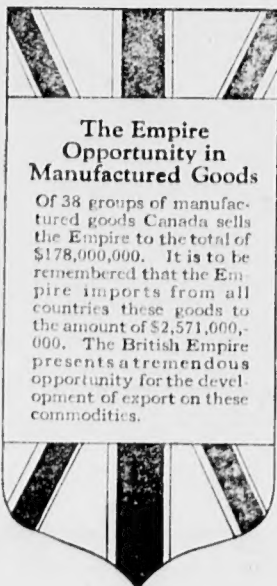 The Empire
Opportunity in
Manufactured Goods
Of 38 groups of manufac-
tured goods Canada sells
the Empire to the total of
$178,000,000. It is to be
remembered that the Em-
pire imports from all
countries these goods to
the amount of $2,571,000,-
000. The British Empire
presents a tremendous
opportunity for the devel-
opment of export on these
commodities.